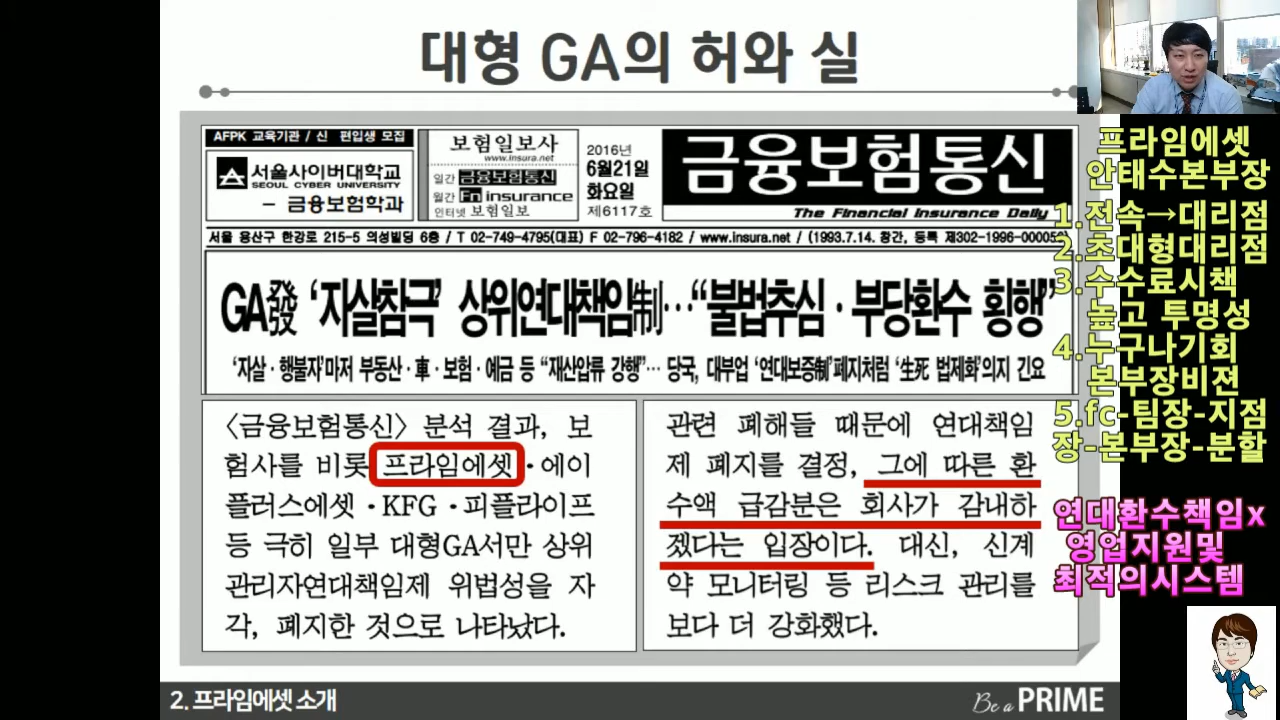 대형 GA의 허와 실
AFPK 교육기관 / 신 편입생 모집
서울사이버대학교
SEOUL CYBER UNIVERSITY
– 금융보험학과
보험일보사
www.insura.net
일간 금융보험통신
월간 Fn insurance
인터넷 보험일보
2016년
6월21일
화요일
제6117호
금융보험통신
The Financial Insurance Daily
서울 용산구 한강로 215-5 의성빌딩 6층 / T 02-749-4795(대표) F 02-796-4182 / www.insura.net / (1993.7.14. 창간, 등록 제302-1996-000050
GA發 ‘자살참극’ 상위연대책임制…“불법추심·부당환수 횡행”
‘자살·행불자’마저 부동산·車·보험·예금 등 “재산압류 강행”… 당국, 대부업 ‘연대보증制’폐지처럼 ‘生死 법제화’의지 긴요
〈금융보험통신〉 분석 결과, 보
험사를 비롯 프라임에셋·에이
플러스에셋·KFG·피플라이프
등 극히 일부 대형GA서만 상위
관리자연대책임제 위법성을 자
각, 폐지한 것으로 나타났다.
관련 폐해들 때문에 연대책임
제 폐지를 결정, 그에 따른 환
수액 급감분은 회사가 감내하
겠다는 입장이다. 대신, 신계
약 모니터링 등 리스크 관리를
보다 더 강화했다.
2. 프라임에셋 소개
Be a PRIME
프라임에셋
안태수본부장
1.전속→대리점
2.초대형대리점
3.수수료시책
높고 투명성
4.누구나기회
본부장비젼
5.fc-팀장-지점
장-본부장-분할
연대환수책임x
영업지원및
최적의시스템